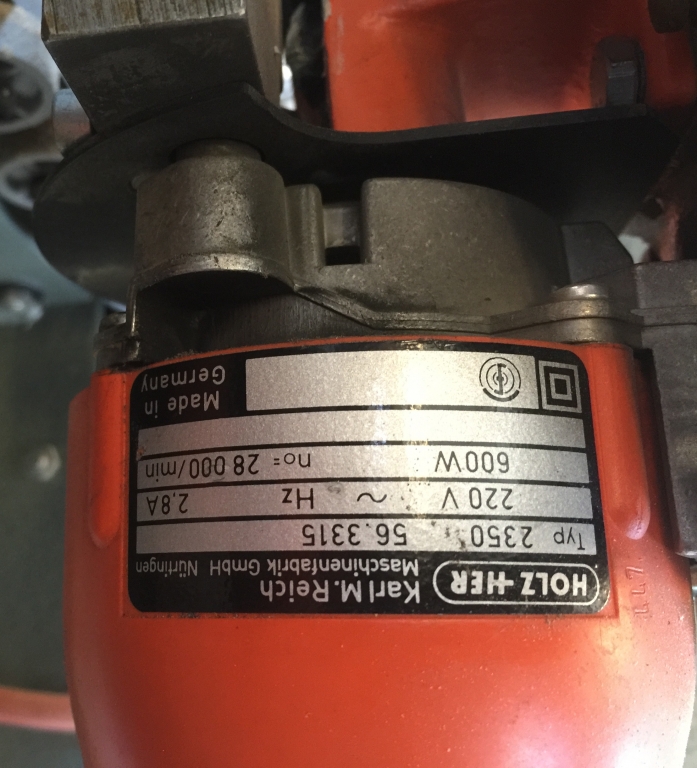 HOLZ-HER Karl M. Reich
Maschinenfabrik GmbH Nürtingen
Typ 2350 56.3315
220 V ~ Hz 2,8A
600W no= 28 000/min
Made in
Germany